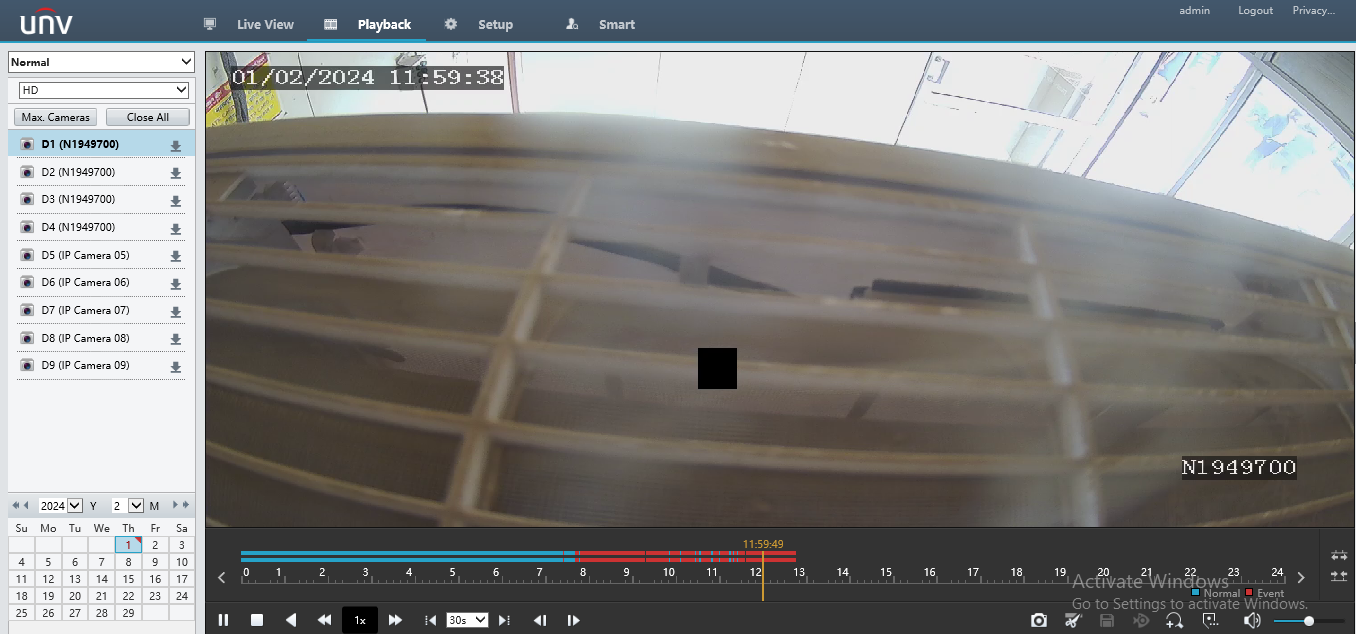 unv
Live View
Playback
Setup
Smart
admin
Logout
Privacy...
Normal
HD
Max. Cameras
Close All
D1 (N1949700)
D2 (N1949700)
D3 (N1949700)
D4 (N1949700)
D5 (IP Camera 05)
D6 (IP Camera 06)
D7 (IP Camera 07)
D8 (IP Camera 08)
D9 (IP Camera 09)
01/02/2024 11:59:38
N1949700
2024 Y 2 M
Su Mo Tu We Th Fr Sa
1 2 3
4 5 6 7 8 9 10
11 12 13 14 15 16 17
18 19 20 21 22 23 24
25 26 27 28 29
11:59:49
0 1 2 3 4 5 6 7 8 9 10 11 12 13 14 15 16 17 18 19 20 21 22 23 24
Activate Windows
Normal Event
Go to Settings to activate Windows.
1x
30s